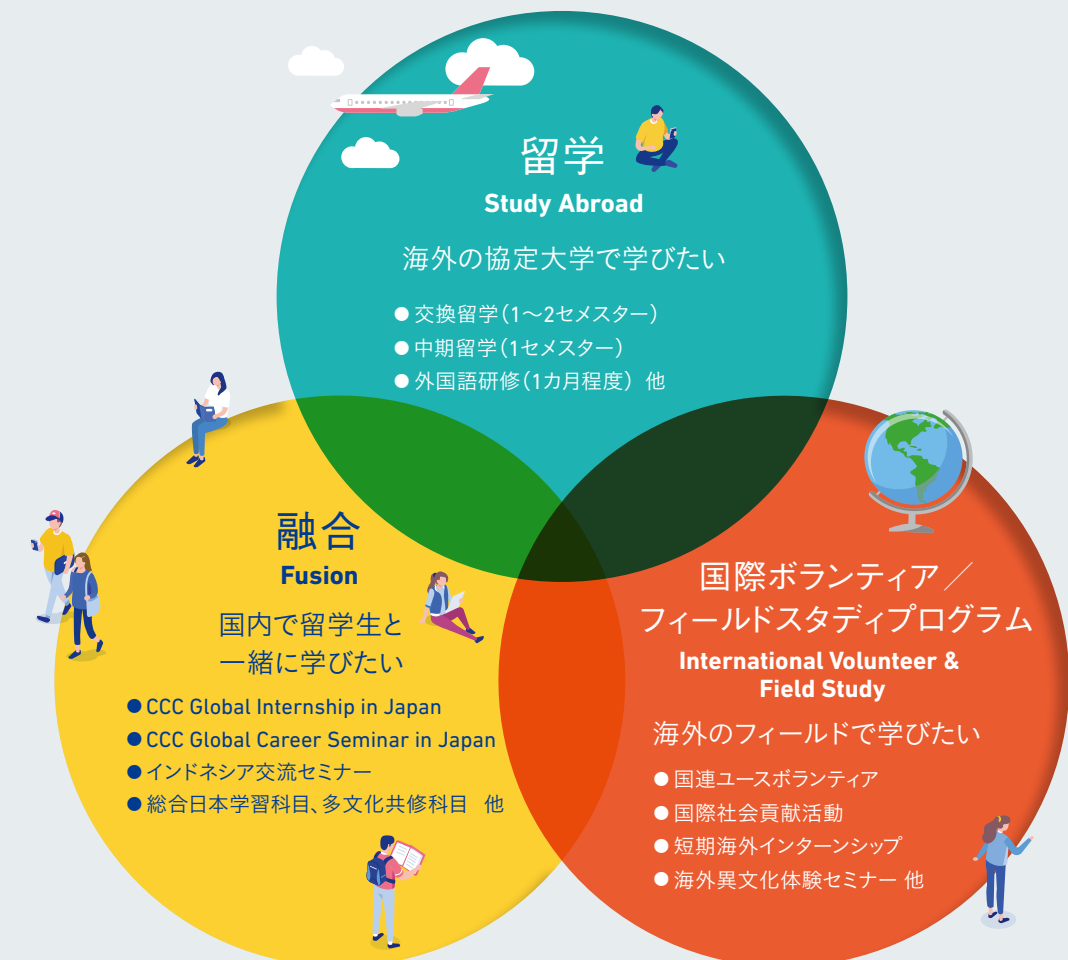 留学
Study Abroad
海外の協定大学で学びたい
● 交換留学（1～2セメスター）
● 中期留学（1セメスター）
● 外国語研修（1カ月程度） 他
融合
Fusion
国内で留学生と
一緒に学びたい
● CCC Global Internship in Japan
● CCC Global Career Seminar in Japan
● インドネシア交流セミナー
● 総合日本学習科目、多文化共修科目 他
国際ボランティア／
フィールドスタディプログラム
International Volunteer &
Field Study
海外のフィールドで学びたい
● 国連ユースボランティア
● 国際社会貢献活動
● 短期海外インターンシップ
● 海外異文化体験セミナー 他